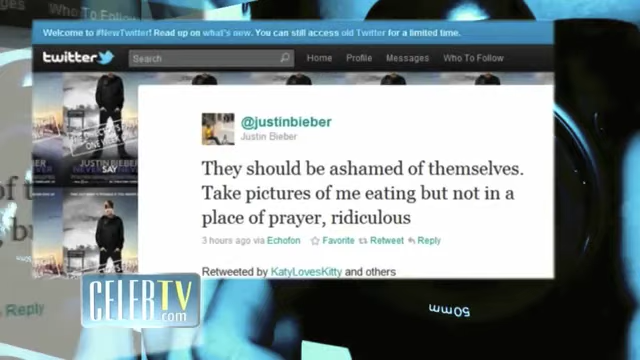 Who To Follow
Welcome to #NewTwitter! Read up on what's new. You can still access old Twitter for a limited time.
twitter
Search
Home Profile Messages Who To Follow
JUSTIN BIEBER
NEVER SAY
@justinbieber
Justin Bieber
They should be ashamed of themselves.
Take pictures of me eating but not in a
place of prayer, ridiculous
3 hours ago via Echofon Favorite Retweet Reply
Retweeted by KatyLovesKitty and others
Reply
CELEBTV
.com
50mm